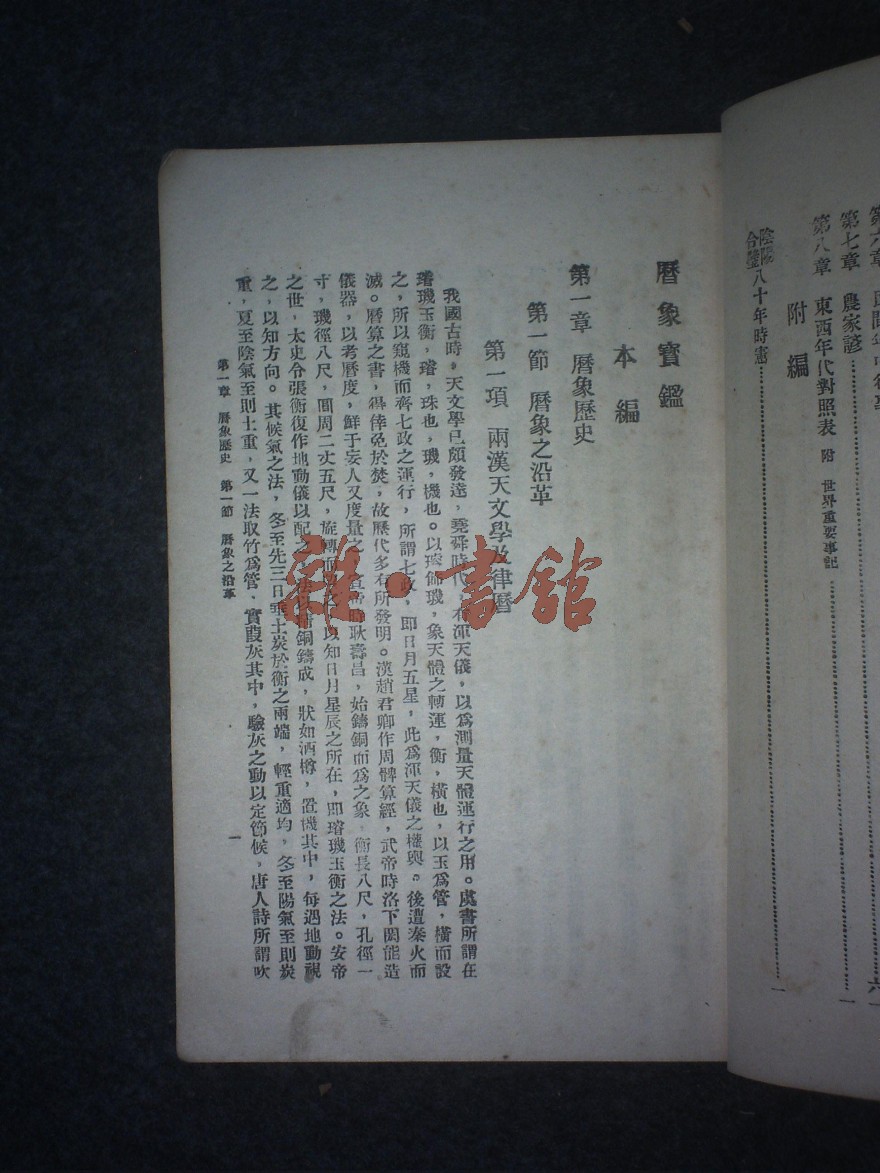 第七章 農家諺
一
第八章 東西年代對照表 附 世界重要事記
附編
陰陽合璧八十年時憲
一
曆象寶鑑
本編
第一章 曆象歷史
第一節 曆象之沿革
第一項 兩漢天文學及律曆
我國古時，天文學已頗發達，堯舜時代，有渾天儀，以爲測量天體運行之用。虞書所謂在
璿璣玉衡，璿，珠也，璣，機也。以璿飾璣，象天體之轉運，衡，橫也，以玉爲管，橫而設
之，所以窺機而齊七政之運行，所謂七政，即日月五星，此爲渾天儀之權輿。後遭秦火而
滅。曆算之書，得倖免於焚，故歷代多有所發明。漢趙君卿作周髀算經，武帝時洛下閎能造
儀器，以考曆度，鮮于妄人又度量之，宣帝時耿壽昌，始鑄銅而爲之象，衡長八尺，孔徑一
寸，璣徑八尺，圓周二丈五尺，旋轉而以知日月星辰之所在，即璿璣玉衡之法。安帝
之世，太史令張衡復作地動儀以配之，銅鑄成，狀如酒樽，置機其中，每遇地動視
之，以知方向。其候氣之法，冬至先三日垂土炭於衡之兩端，輕重適均，冬至陽氣至則炭
重，夏至陰氣至則土重，又一法取竹爲管，實葭灰其中，驗灰之動以定節候，唐人詩所謂吹
第一章 曆象歷史 第一節 曆象之沿革
一
雜·書館